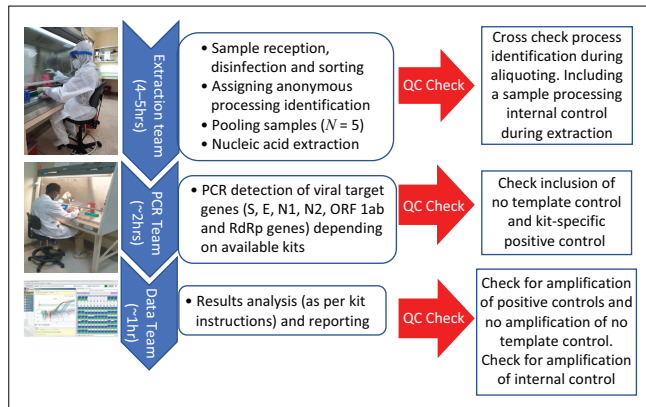 Extraction team
(4–5hrs)
• Sample reception,
disinfection and sorting
• Assigning anonymous
processing identification
• Pooling samples (N = 5)
• Nucleic acid extraction
QC Check
Cross check process
identification during
aliquoting. Including
a sample processing
internal control
during extraction
PCR Team
(~2hrs)
• PCR detection of viral target
genes (S, E, N1, N2, ORF 1ab
and RdRp genes) depending
on available kits
QC Check
Check inclusion of
no template control
and kit-specific
positive control
Data Team
(~1hr)
• Results analysis (as per kit
instructions) and reporting
QC Check
Check for amplification
of positive controls and
no amplification of no
template control.
Check for amplification
of internal control